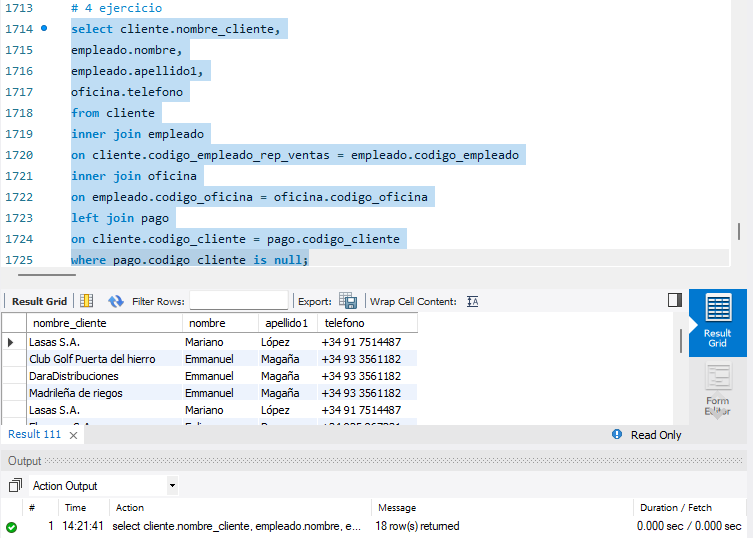 1713 # 4 ejercicio
1714 select cliente.nombre_cliente,
1715 empleado.nombre,
1716 empleado.apellido1,
1717 oficina.telefono
1718 from cliente
1719 inner join empleado
1720 on cliente.codigo_empleado_rep_ventas = empleado.codigo_empleado
1721 inner join oficina
1722 on empleado.codigo_oficina = oficina.codigo_oficina
1723 left join pago
1724 on cliente.codigo_cliente = pago.codigo_cliente
1725 where pago.codigo_cliente is null;
Result Grid Filter Rows: Export: Wrap Cell Content: IA
nombre_cliente nombre apellido1 telefono
Lasas S.A. Mariano López +34 91 7514487
Club Golf Puerta del hierro Emmanuel Magaña +34 93 3561182
DaraDistribuciones Emmanuel Magaña +34 93 3561182
Madrileña de riegos Emmanuel Magaña +34 93 3561182
Lasas S.A. Mariano López +34 91 7514487
Result Grid
Form Editor
Result 111 Read Only
Output
Action Output
# Time Action Message Duration / Fetch
1 14:21:41 select cliente.nombre_cliente, empleado.nombre, e... 18 row(s) returned 0.000 sec / 0.000 sec